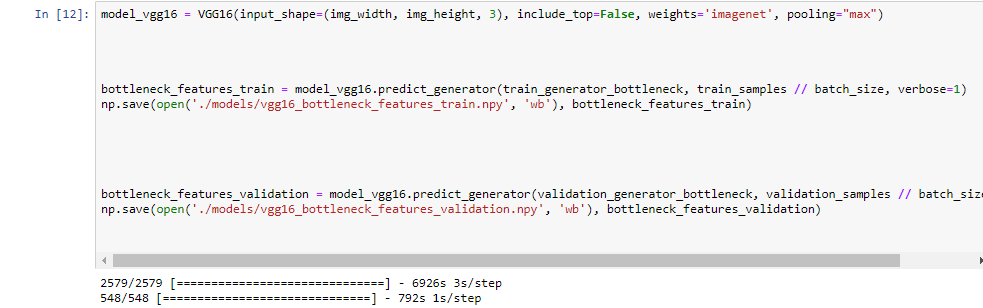 In [12]:
model_vgg16 = VGG16(input_shape=(img_width, img_height, 3), include_top=False, weights='imagenet', pooling="max")
bottleneck_features_train = model_vgg16.predict_generator(train_generator_bottleneck, train_samples // batch_size, verbose=1)
np.save(open('./models/vgg16_bottleneck_features_train.npy', 'wb'), bottleneck_features_train)
bottleneck_features_validation = model_vgg16.predict_generator(validation_generator_bottleneck, validation_samples // batch_size
np.save(open('./models/vgg16_bottleneck_features_validation.npy', 'wb'), bottleneck_features_validation)
2579/2579 [==============================] - 6926s 3s/step
548/548 [==============================] - 792s 1s/step